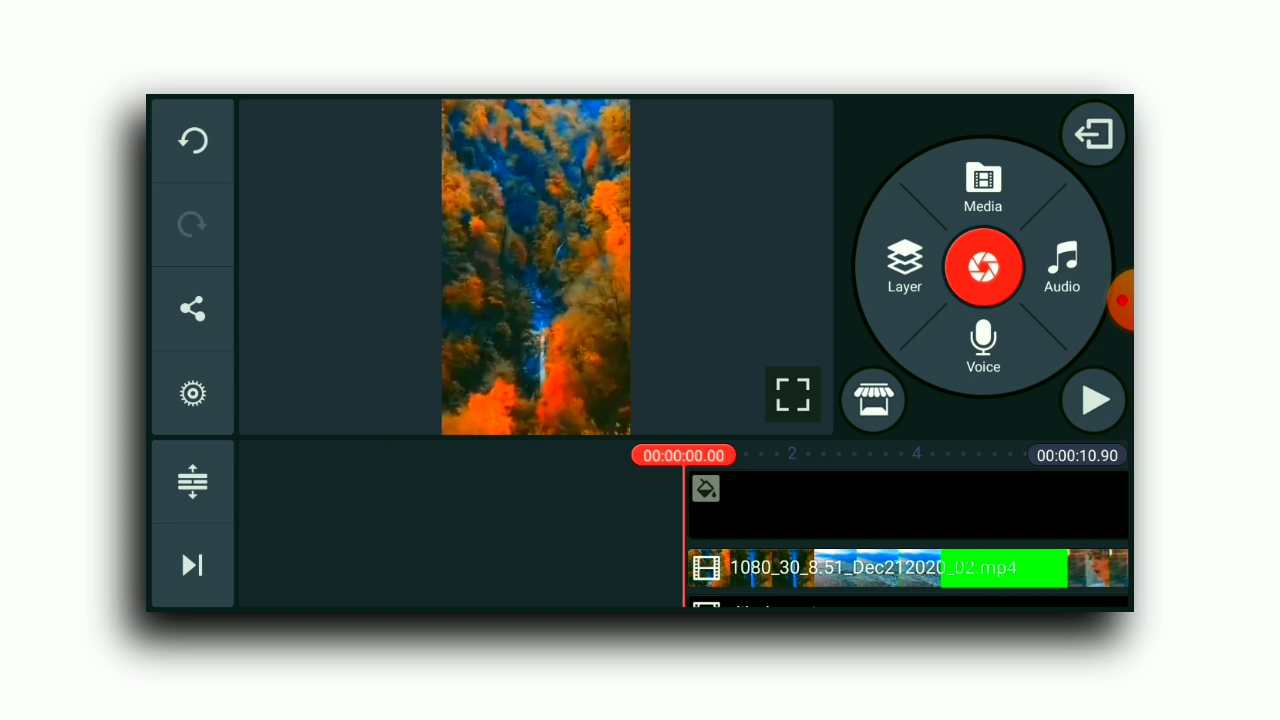 Media
Layer
Audio
Voice
00:00:00.00
2
4
00:00:10.90
1080_30_8.51_Dec212020_02.mp4